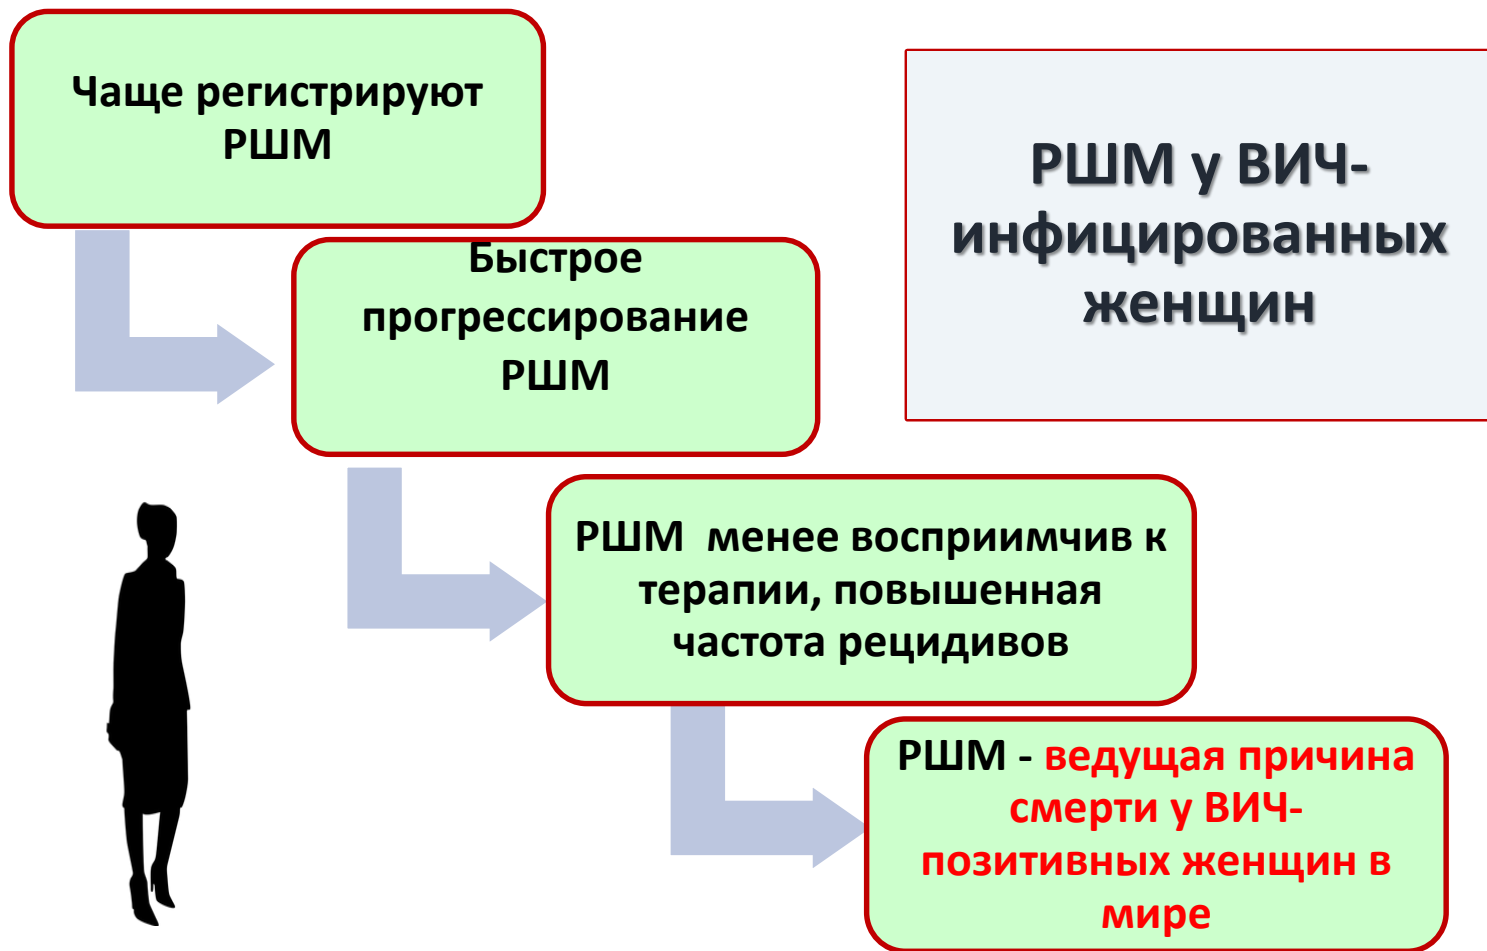 Чаще регистрируют
РШМ
РШМ у ВИЧ-
инфицированных
женщин
Быстрое
прогрессирование
РШМ
РШМ менее восприимчив к
терапии, повышенная
частота рецидивов
РШМ - ведущая причина
смерти у ВИЧ-
позитивных женщин в
мире